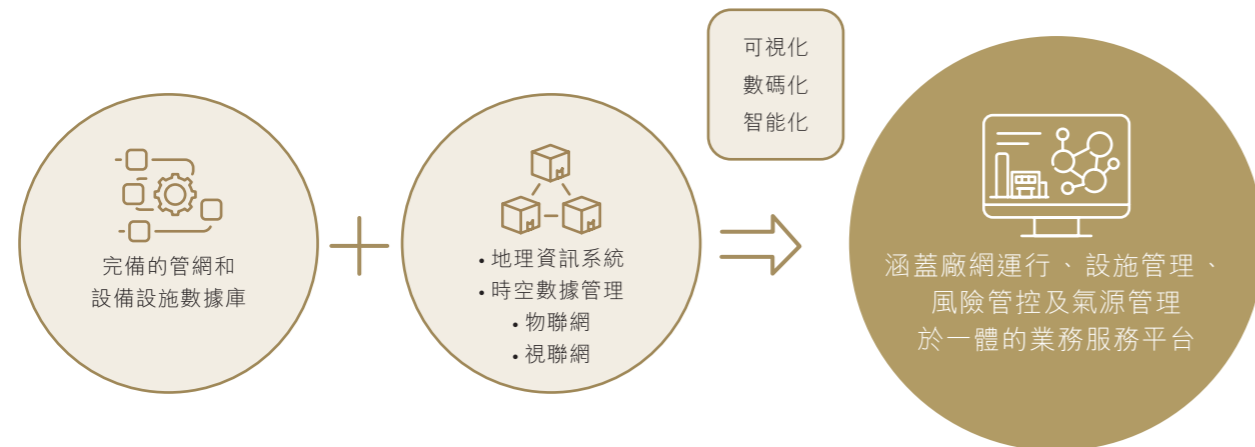 完備的管網和
設備設施數據庫
• 地理資訊系統
• 時空數據管理
• 物聯網
• 視聯網
可視化
數碼化
智能化
涵蓋廠網運行、設施管理、
風險管控及氣源管理
於一體的業務服務平台